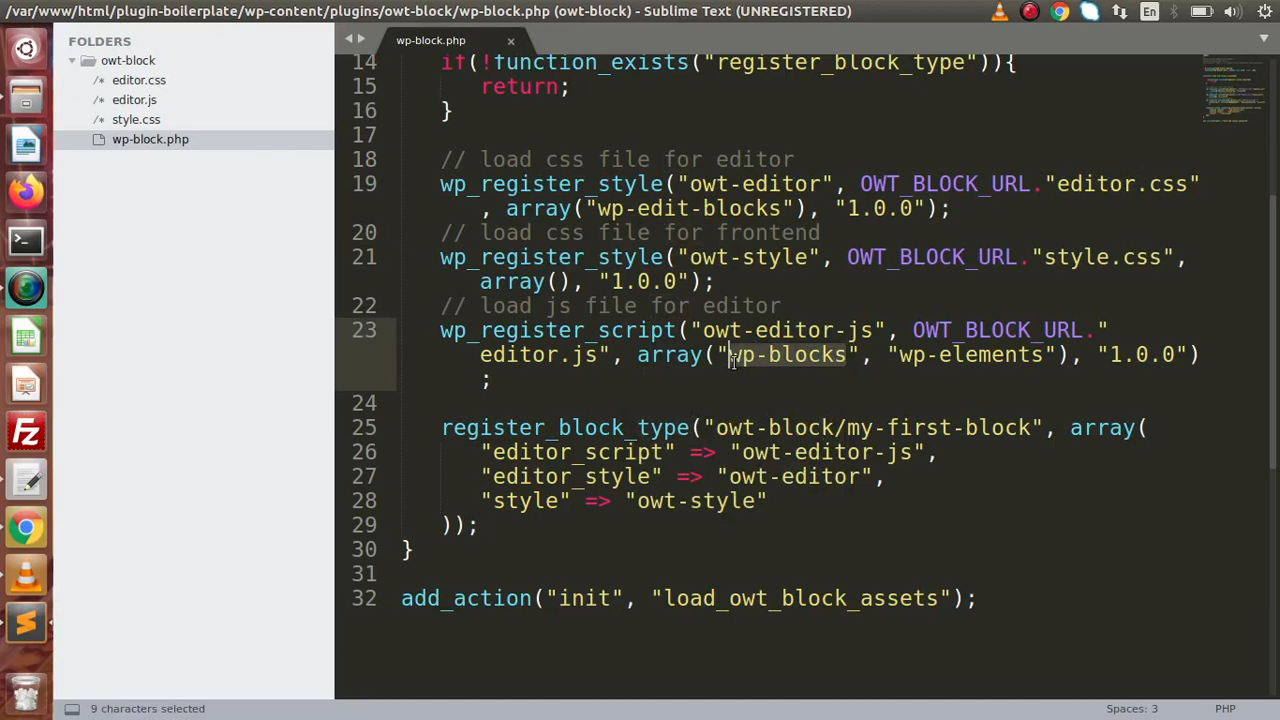 /var/www/html/plugin-boilerplate/wp-content/plugins/owt-block/wp-block.php (owt-block) - Sublime Text (UNREGISTERED)
En
FOLDERS
owt-block
/* editor.css
/* editor.js
/* style.css
wp-block.php
wp-block.php ×
14 if(!function_exists("register_block_type")){
15 return;
16 }
17
18 // load css file for editor
19 wp_register_style("owt-editor", OWT_BLOCK_URL."editor.css"
, array("wp-edit-blocks"), "1.0.0");
20 // load css file for frontend
21 wp_register_style("owt-style", OWT_BLOCK_URL."style.css",
array(), "1.0.0");
22 // load js file for editor
23 wp_register_script("owt-editor-js", OWT_BLOCK_URL."
editor.js", array("wp-blocks", "wp-elements"), "1.0.0")
;
24
25 register_block_type("owt-block/my-first-block", array(
26 "editor_script" => "owt-editor-js",
27 "editor_style" => "owt-editor",
28 "style" => "owt-style"
29 ));
30 }
31
32 add_action("init", "load_owt_block_assets");
9 characters selected
Spaces: 3
PHP